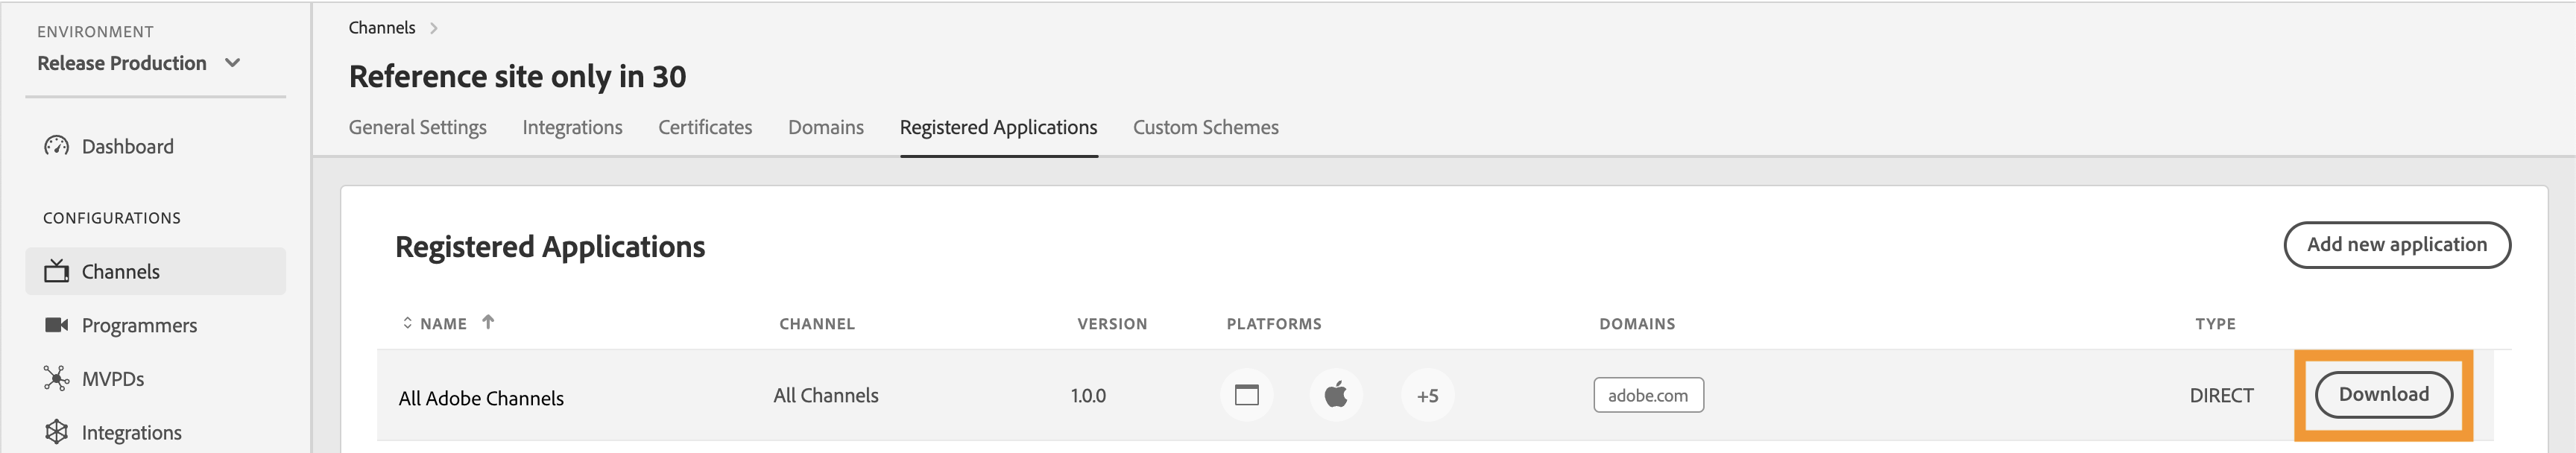 ENVIRONMENT
Release Production
Dashboard
CONFIGURATIONS
Channels
Programmers
MVPDs
Integrations
Channels
Reference site only in 30
General Settings Integrations Certificates Domains Registered Applications Custom Schemes
Registered Applications
Add new application
NAME CHANNEL VERSION PLATFORMS DOMAINS TYPE
All Adobe Channels All Channels 1.0.0 +5 adobe.com DIRECT Download